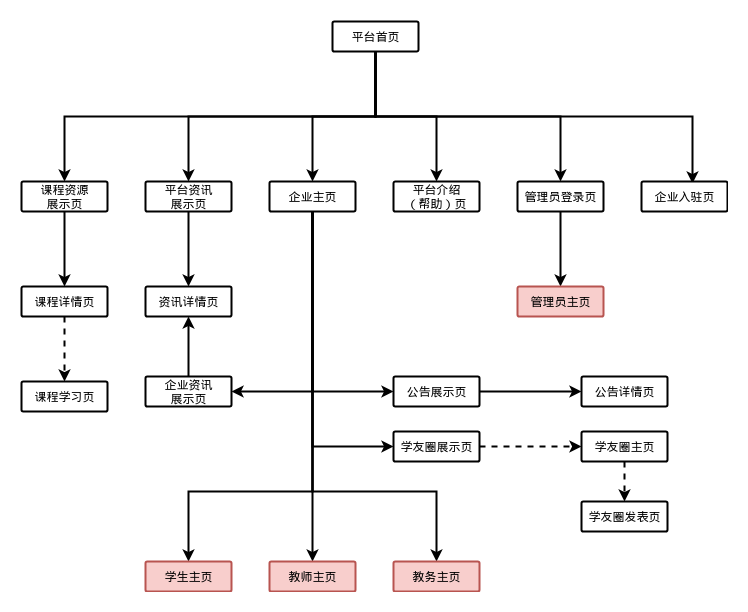 平台首页
课程资源
展示页
平台资讯
展示页
企业主页
平台介绍
（帮助）页
管理员登录页
企业入驻页
课程详情页
资讯详情页
管理员主页
课程学习页
企业资讯
展示页
公告展示页
公告详情页
学友圈展示页
学友圈主页
学友圈发表页
学生主页
教师主页
教务主页